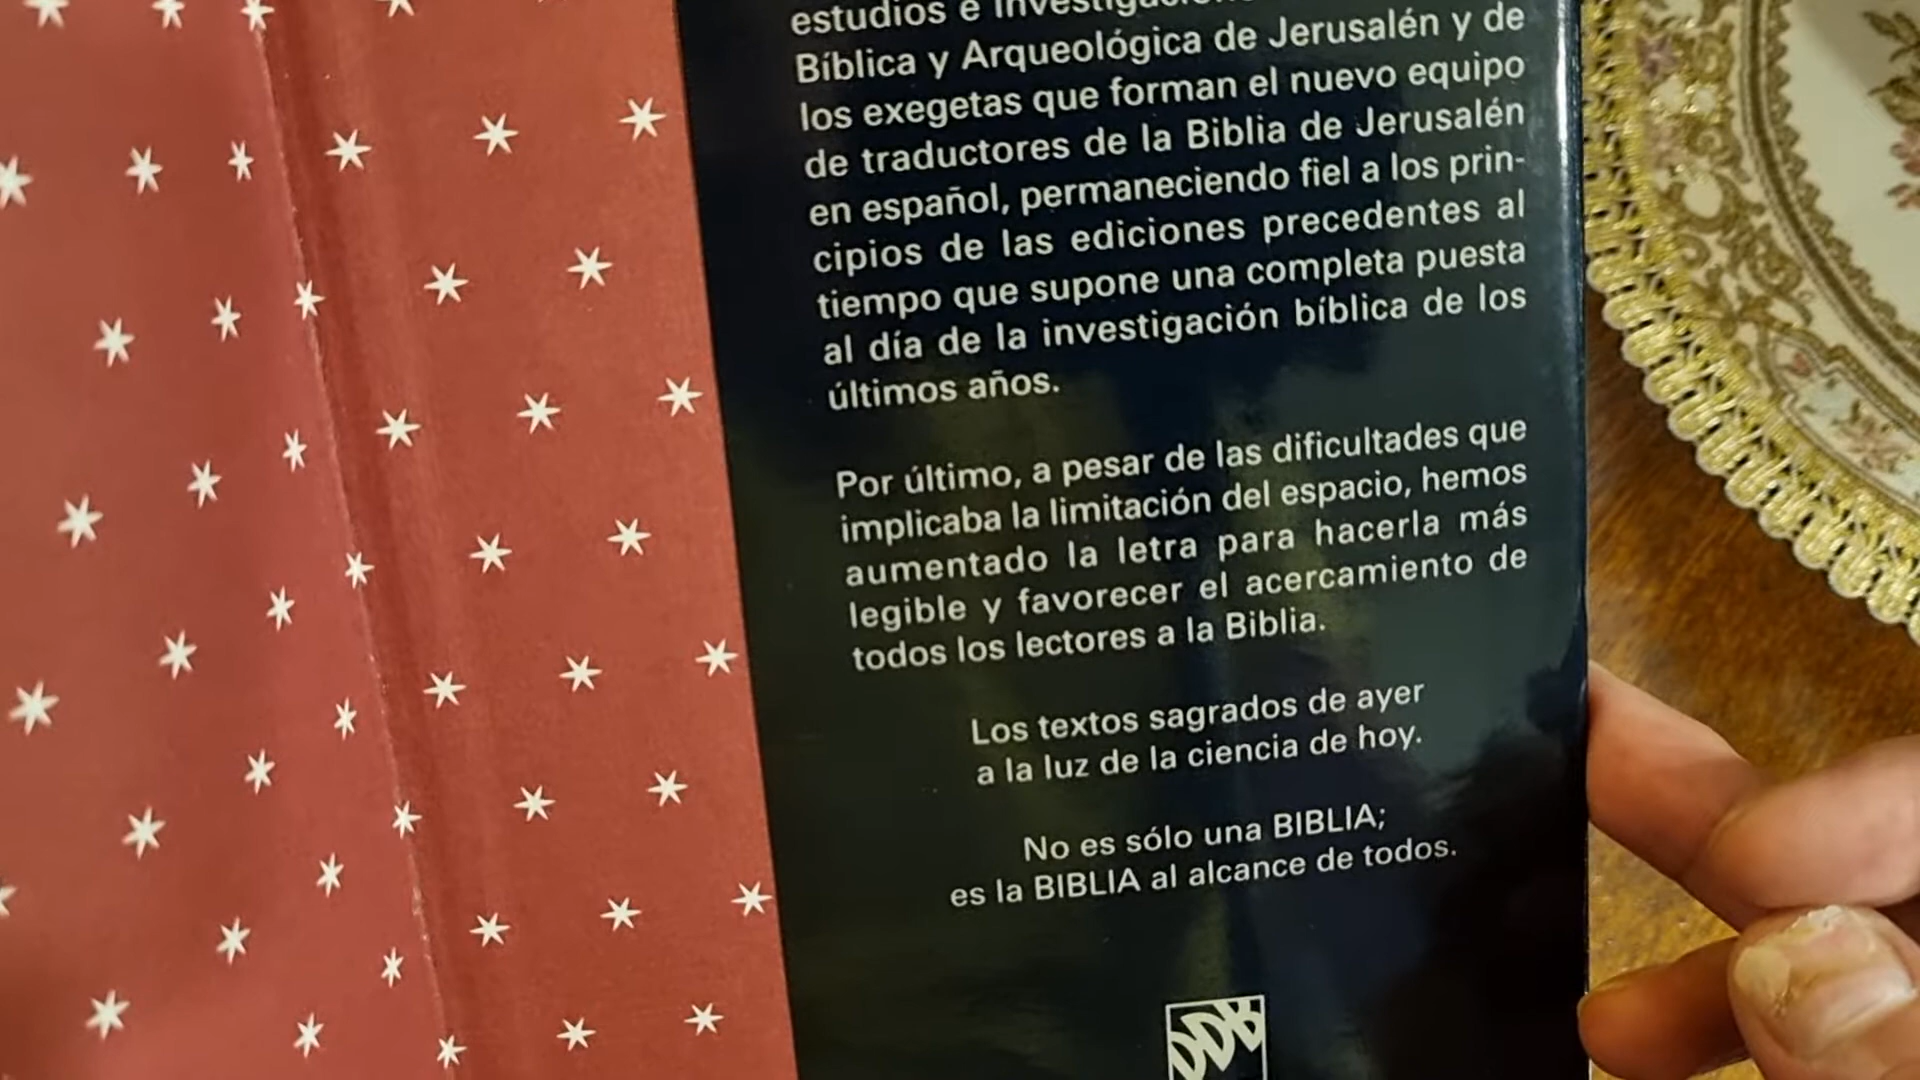 estudios e
Bíblica y Arqueológica de Jerusalén y de
los exegetas que forman el nuevo equipo
de traductores de la Biblia de Jerusalén
en español, permaneciendo fiel a los prin-
cipios de las ediciones precedentes al
tiempo que supone una completa puesta
al día de la investigación bíblica de los
últimos años.
Por último, a pesar de las dificultades que
implicaba la limitación del espacio, hemos
aumentado la letra para hacerla más
legible y favorecer el acercamiento de
todos los lectores a la Biblia.
Los textos sagrados de ayer
a la luz de la ciencia de hoy.
No es sólo una BIBLIA;
es la BIBLIA al alcance de todos.
DDB